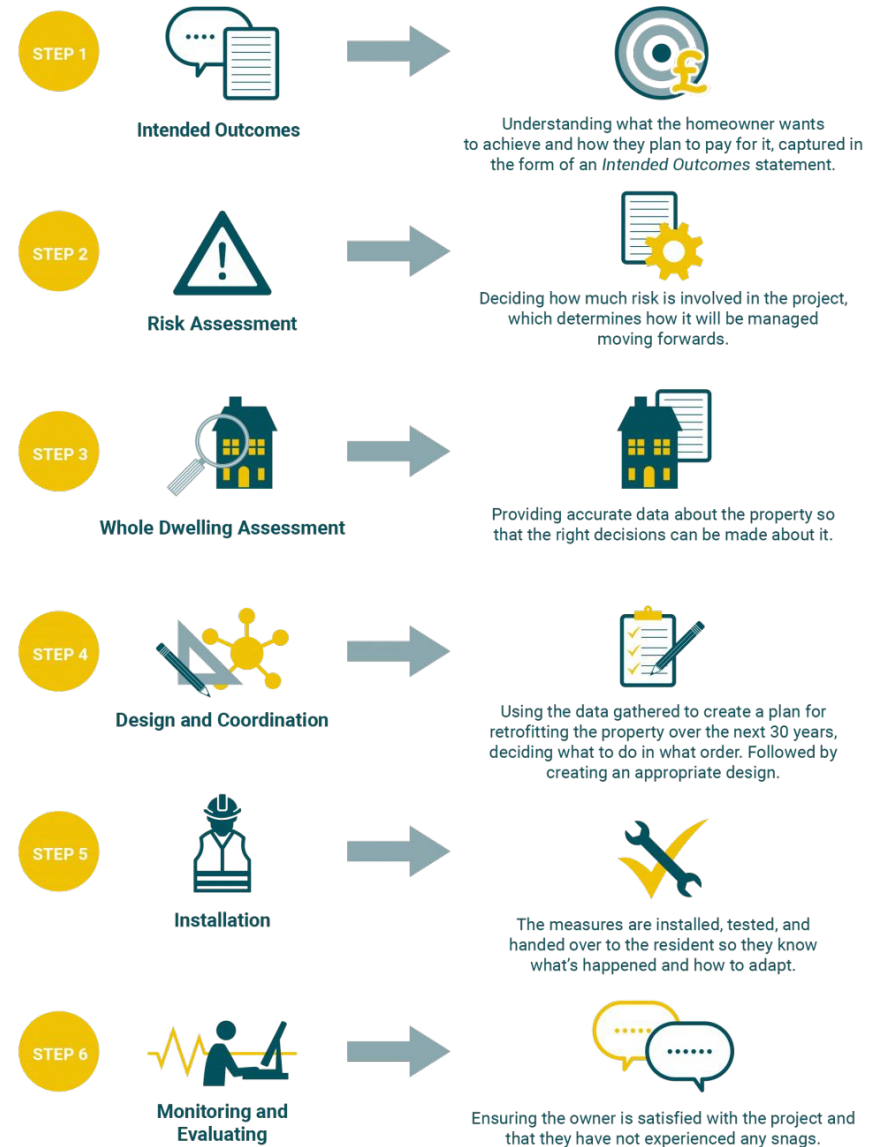 STEP 1
Intended Outcomes
£
Understanding what the homeowner wants
to achieve and how they plan to pay for it, captured in
the form of an Intended Outcomes statement.
STEP 2
!
Risk Assessment
Deciding how much risk is involved in the project,
which determines how it will be managed
moving forwards.
STEP 3
Whole Dwelling Assessment
Providing accurate data about the property so
that the right decisions can be made about it.
STEP 4
Design and Coordination
Using the data gathered to create a plan for
retrofitting the property over the next 30 years,
deciding what to do in what order. Followed by
creating an appropriate design.
STEP 5
Installation
The measures are installed, tested, and
handed over to the resident so they know
what's happened and how to adapt.
STEP 6
Monitoring and
Evaluating
Ensuring the owner is satisfied with the project and
that they have not experienced any snags.